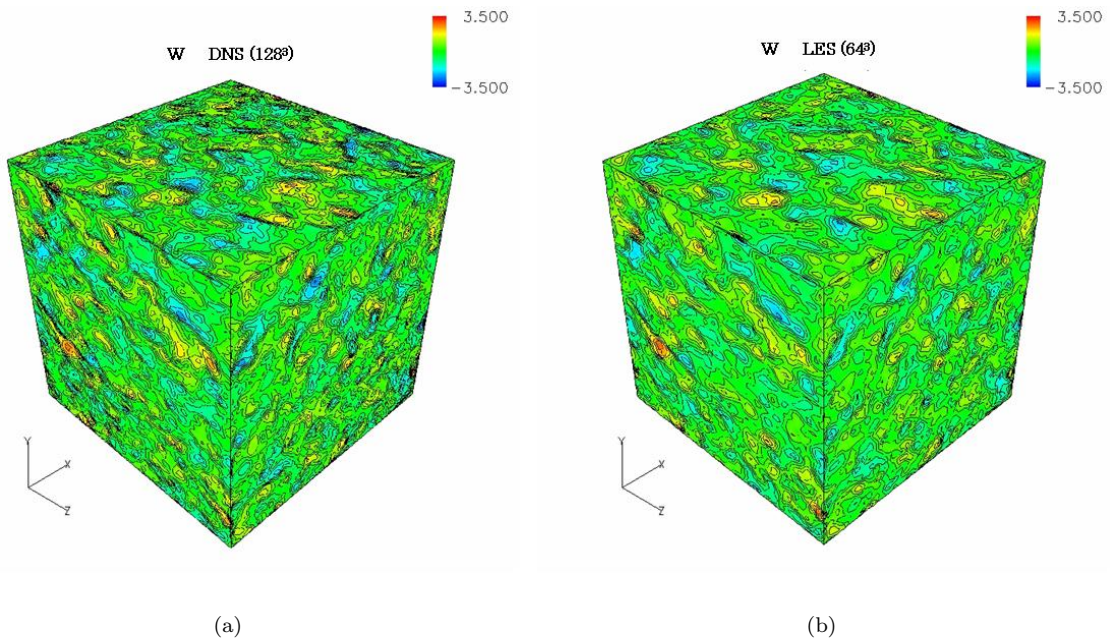 3.500
W DNS (128³)
-3.500
Y
X
Z
(a)
3.500
W LES (64³)
-3.500
Y
X
Z
(b)